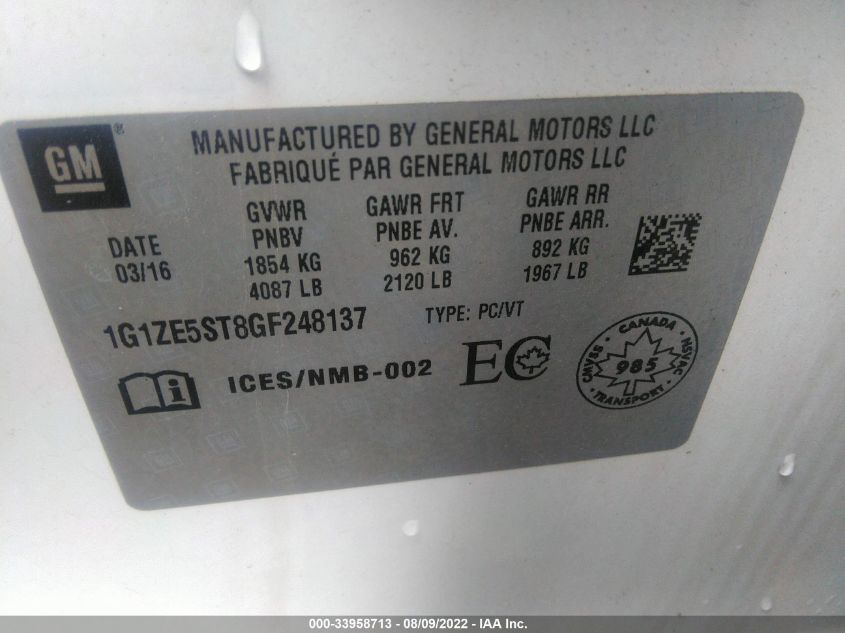 GM®
MANUFACTURED BY GENERAL MOTORS LLC
FABRIQUÉ PAR GENERAL MOTORS LLC
DATE
03/16
GVWR
PNBV
1854 KG
4087 LB
GAWR FRT
PNBE AV.
962 KG
2120 LB
GAWR RR
PNBE ARR.
892 KG
1967 LB
1G1ZE5ST8GF248137
TYPE: PC/VT
i
ICES/NMB-002
EC
CANADA
CMVSS
985
NSVAC
TRANSPORT
000-33958713 - 08/09/2022 - IAA Inc.